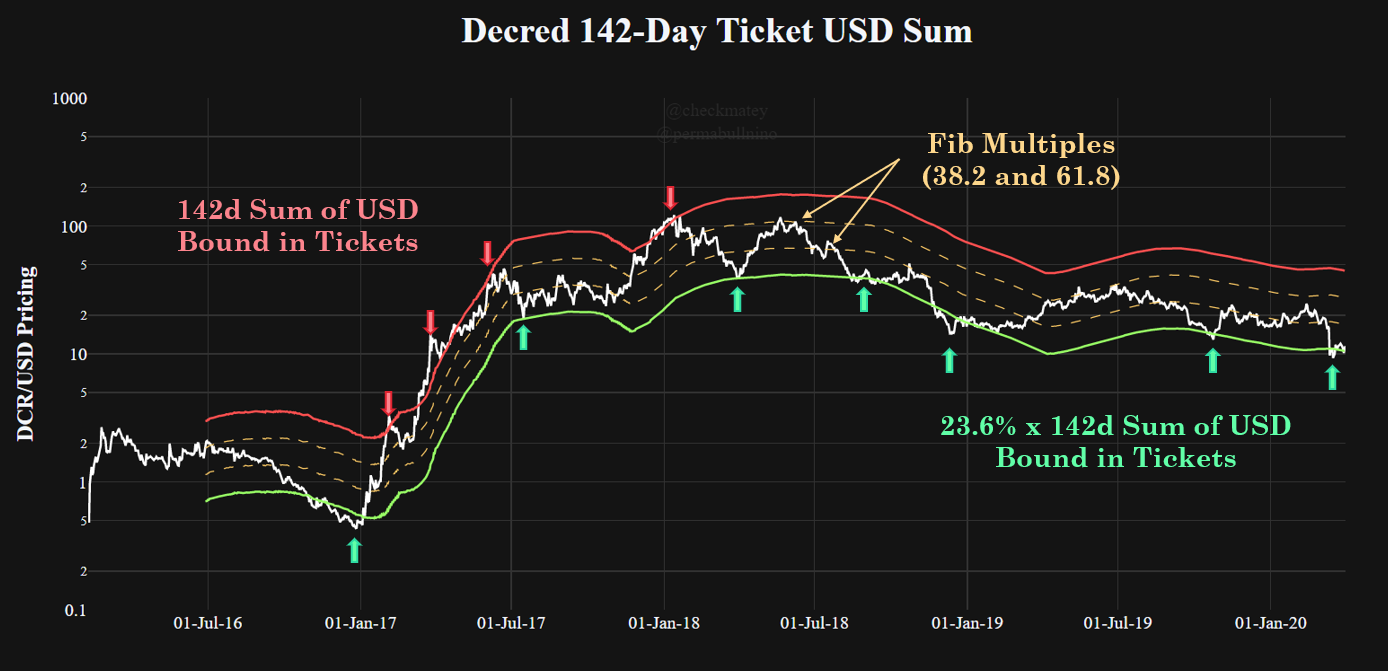 Decred 142-Day Ticket USD Sum
@checkmatey
@permabullnino
Fib Multiples
(38.2 and 61.8)
142d Sum of USD
Bound in Tickets
23.6% x 142d Sum of USD
Bound in Tickets
DCR/USD Pricing
1000
5
2
100
5
2
10
5
2
1
5
2
0.1
01-Jul-16
01-Jan-17
01-Jul-17
01-Jan-18
01-Jul-18
01-Jan-19
01-Jul-19
01-Jan-20